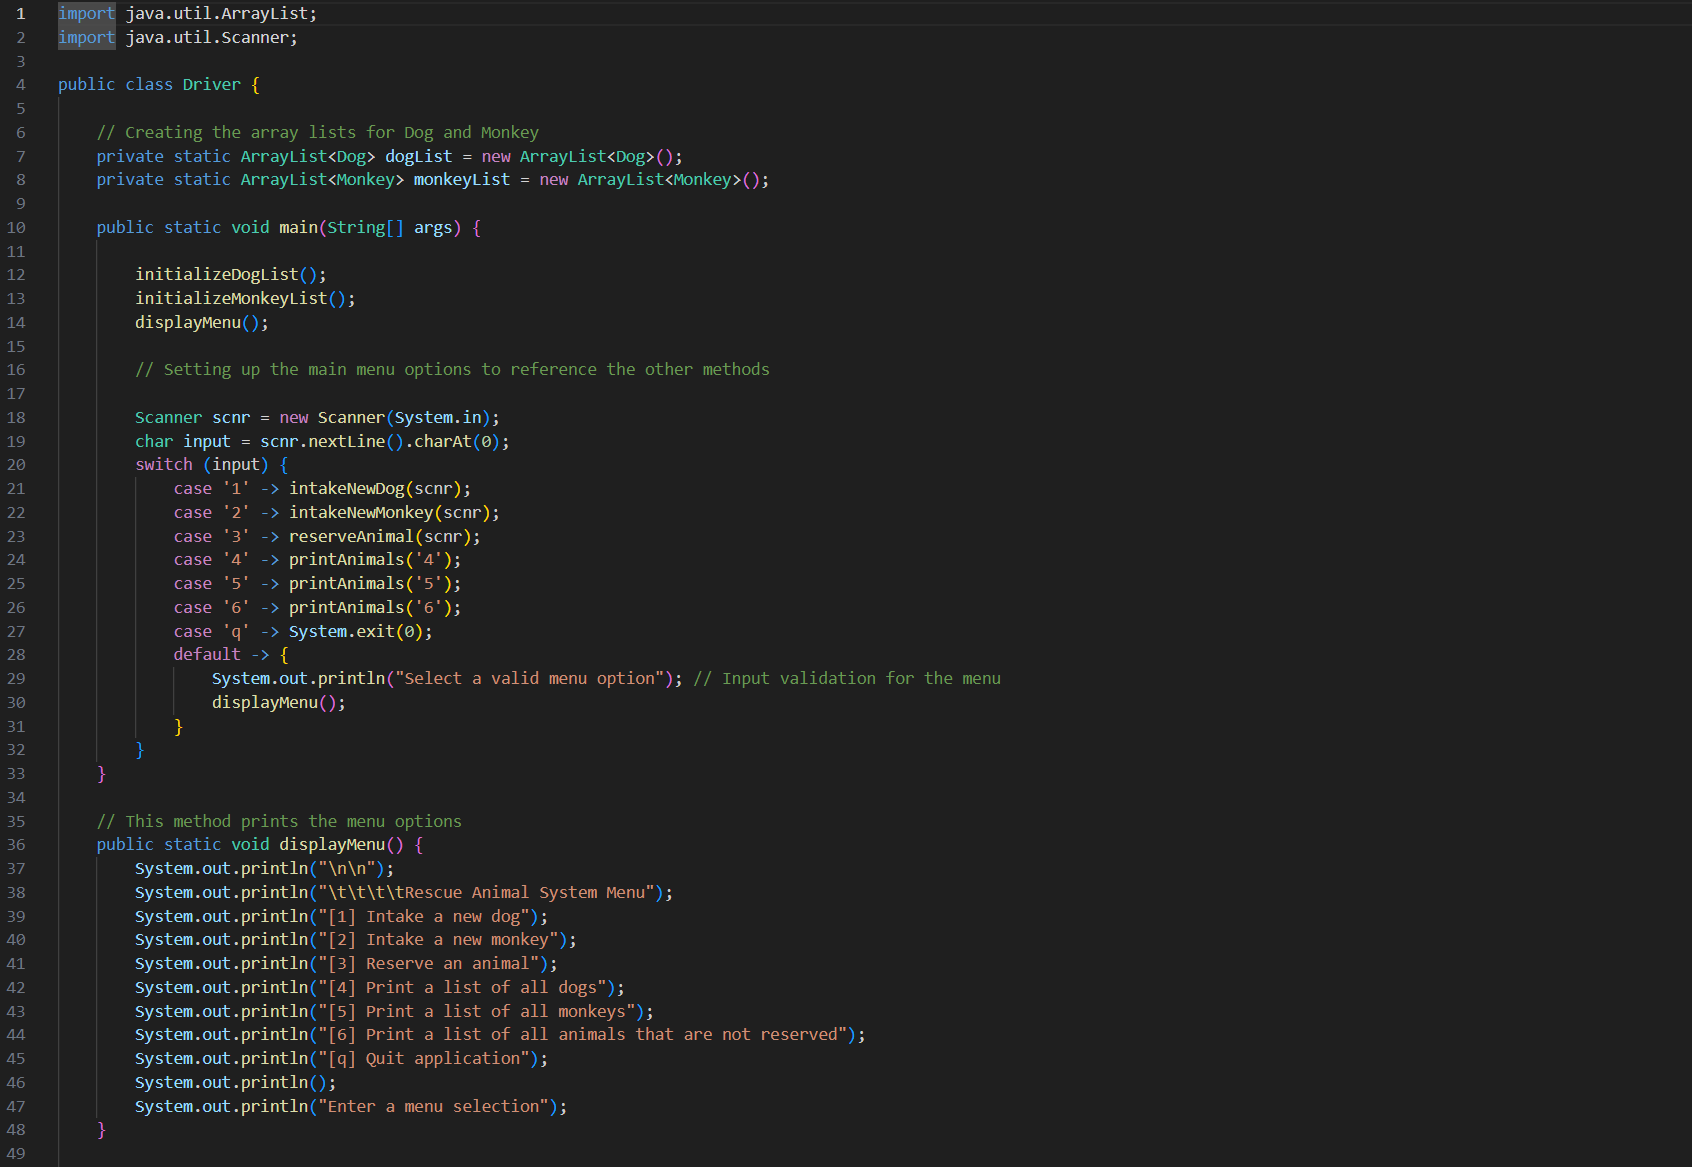 1 import java.util.ArrayList;
2 import java.util.Scanner;
3
4 public class Driver {
5
6 // Creating the array lists for Dog and Monkey
7 private static ArrayList<Dog> dogList = new ArrayList<Dog>();
8 private static ArrayList<Monkey> monkeyList = new ArrayList<Monkey>();
9
10 public static void main(String[] args) {
11
12 initializeDogList();
13 initializeMonkeyList();
14 displayMenu();
15
16 // Setting up the main menu options to reference the other methods
17
18 Scanner scnr = new Scanner(System.in);
19 char input = scnr.nextLine().charAt(0);
20 switch (input) {
21 case '1' -> intakeNewDog(scnr);
22 case '2' -> intakeNewMonkey(scnr);
23 case '3' -> reserveAnimal(scnr);
24 case '4' -> printAnimals('4');
25 case '5' -> printAnimals('5');
26 case '6' -> printAnimals('6');
27 case 'q' -> System.exit(0);
28 default -> {
29 System.out.println("Select a valid menu option"); // Input validation for the menu
30 displayMenu();
31 }
32 }
33 }
34
35 // This method prints the menu options
36 public static void displayMenu() {
37 System.out.println("\n\n");
38 System.out.println("\t\t\t\tRescue Animal System Menu");
39 System.out.println("[1] Intake a new dog");
40 System.out.println("[2] Intake a new monkey");
41 System.out.println("[3] Reserve an animal");
42 System.out.println("[4] Print a list of all dogs");
43 System.out.println("[5] Print a list of all monkeys");
44 System.out.println("[6] Print a list of all animals that are not reserved");
45 System.out.println("[q] Quit application");
46 System.out.println();
47 System.out.println("Enter a menu selection");
48 }
49